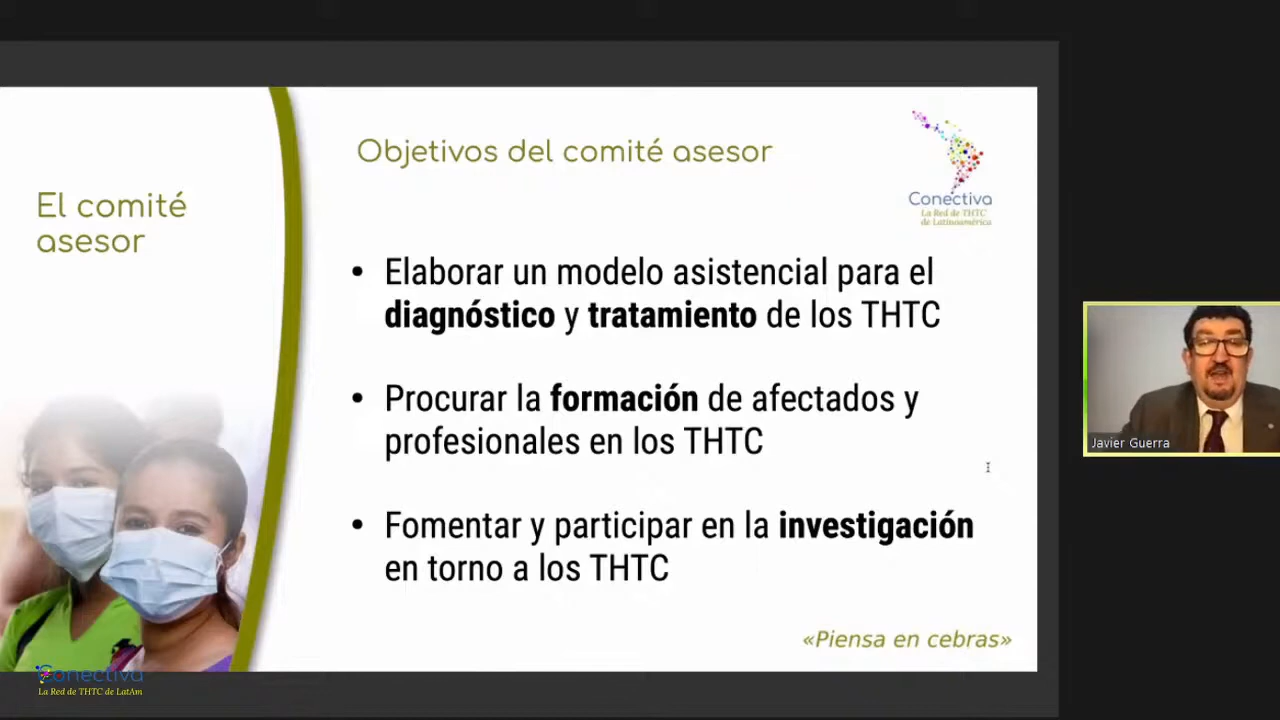 El comité
asesor
Objetivos del comité asesor
Conectiva
La Red de THTC
de Latinoamérica
• Elaborar un modelo asistencial para el
diagnóstico y tratamiento de los THTC
• Procurar la formación de afectados y
profesionales en los THTC
• Fomentar y participar en la investigación
en torno a los THTC
«Piensa en cebras»
Javier Guerra
Conectiva
La Red de THTC de LatAm